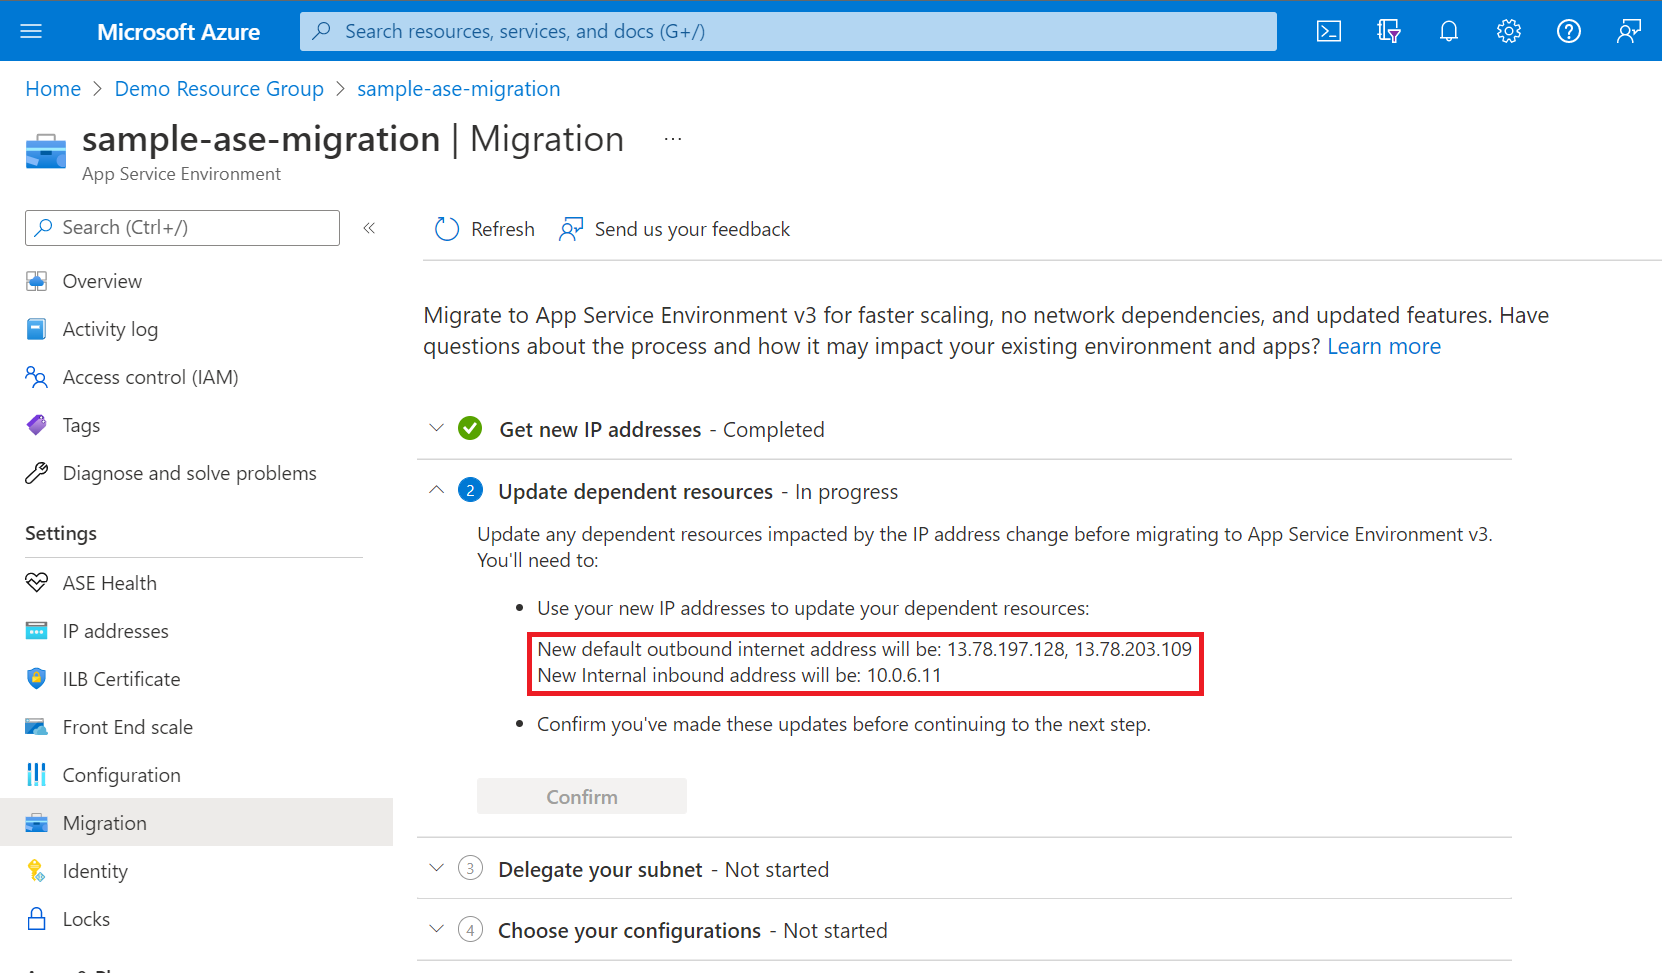 Microsoft Azure
Search resources, services, and docs (G+/)
Home > Demo Resource Group > sample-ase-migration
sample-ase-migration | Migration ...
App Service Environment
Search (Ctrl+/)
«
Refresh
Send us your feedback
Overview
Activity log
Access control (IAM)
Tags
Diagnose and solve problems
Settings
ASE Health
IP addresses
ILB Certificate
Front End scale
Configuration
Migration
Identity
Locks
Migrate to App Service Environment v3 for faster scaling, no network dependencies, and updated features. Have
questions about the process and how it may impact your existing environment and apps? Learn more
Get new IP addresses - Completed
2 Update dependent resources - In progress
Update any dependent resources impacted by the IP address change before migrating to App Service Environment v3.
You'll need to:
• Use your new IP addresses to update your dependent resources:
New default outbound internet address will be: 13.78.197.128, 13.78.203.109
New Internal inbound address will be: 10.0.6.11
• Confirm you've made these updates before continuing to the next step.
Confirm
3 Delegate your subnet - Not started
4 Choose your configurations - Not started